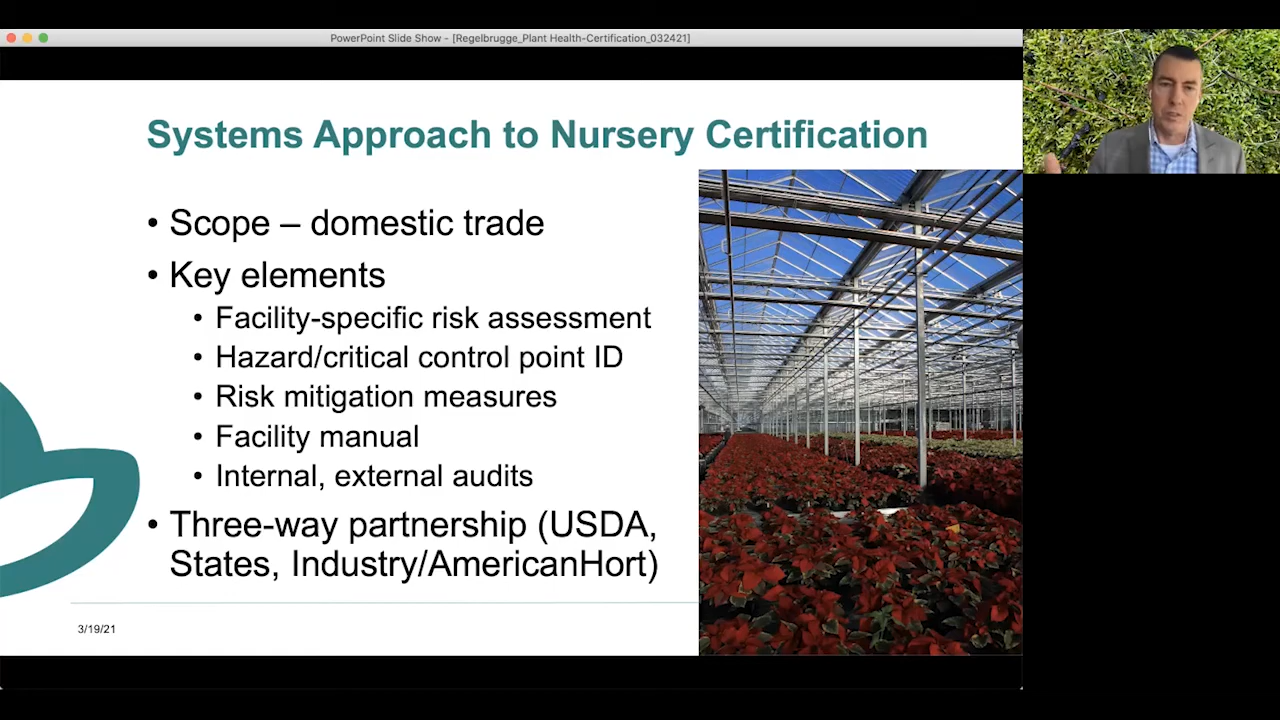 PowerPoint Slide Show - [Regelbrugge_Plant Health-Certification_032421]
Systems Approach to Nursery Certification
• Scope – domestic trade
• Key elements
• Facility-specific risk assessment
• Hazard/critical control point ID
• Risk mitigation measures
• Facility manual
• Internal, external audits
• Three-way partnership (USDA,
States, Industry/AmericanHort)
3/19/21